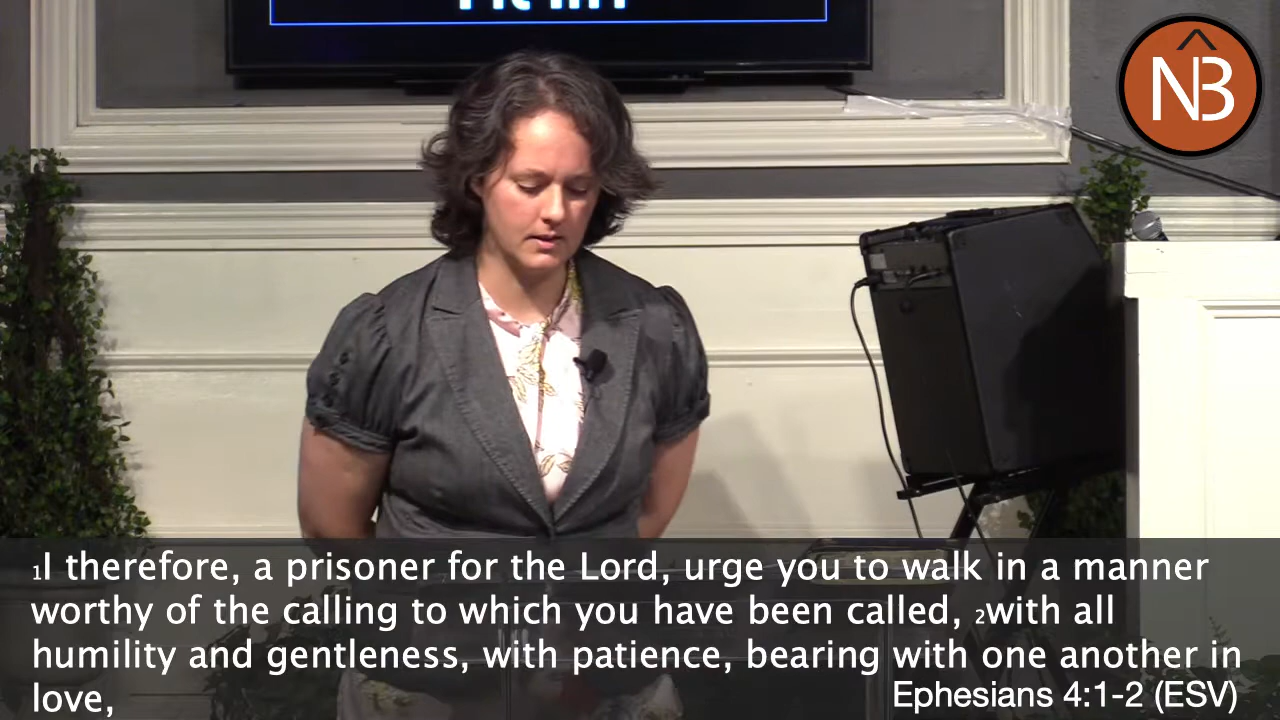 N̂B
1I therefore, a prisoner for the Lord, urge you to walk in a manner
worthy of the calling to which you have been called, 2with all
humility and gentleness, with patience, bearing with one another in
love,
Ephesians 4:1-2 (ESV)